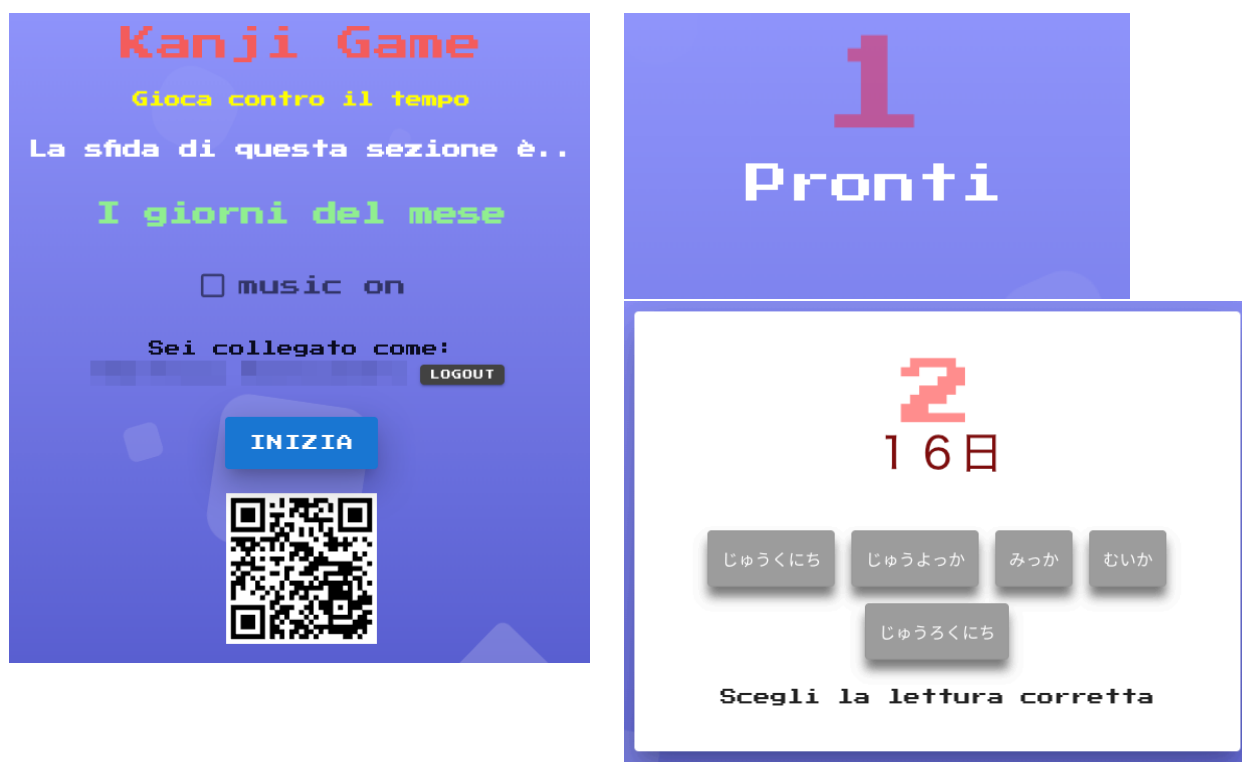 Kanji Game
Gioca contro il tempo
La sfida di questa sezione è..
I giorni del mese
music on
Sei collegato come:
LOGOUT
INIZIA
1
Pronti
2
１６日
じゅうくにち じゅうよっか みっか むいか
じゅうろくにち
Scegli la lettura corretta